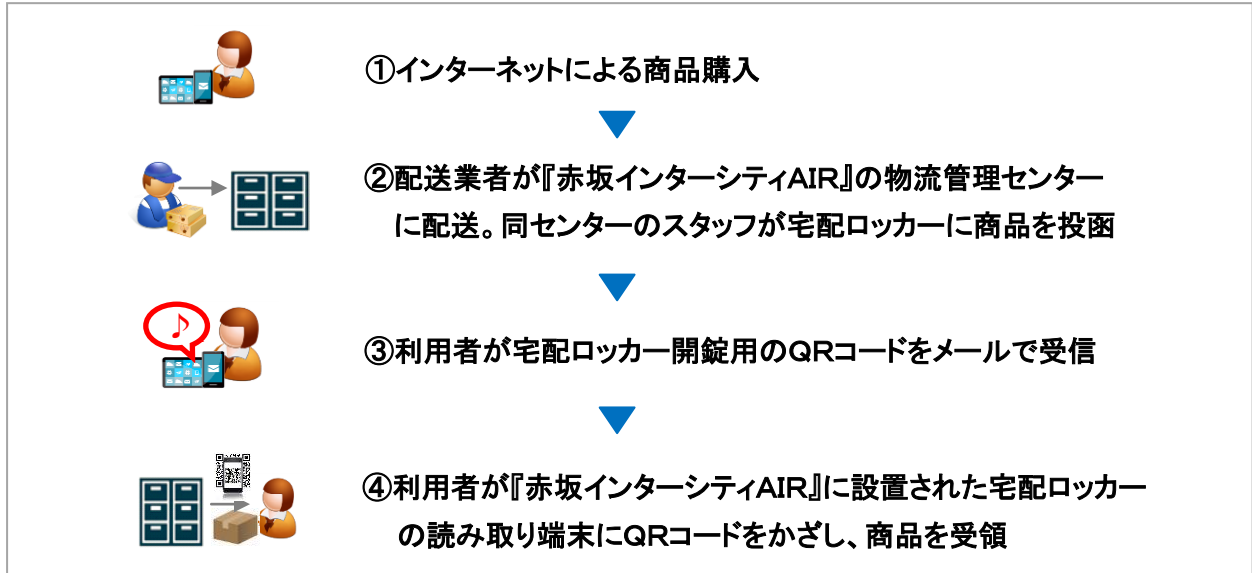 ①インターネットによる商品購入
②配送業者が『赤坂インターシティAIR』の物流管理センター
に配送。同センターのスタッフが宅配ロッカーに商品を投函
③利用者が宅配ロッカー開錠用のQRコードをメールで受信
④利用者が『赤坂インターシティAIR』に設置された宅配ロッカー
の読み取り端末にQRコードをかざし、商品を受領